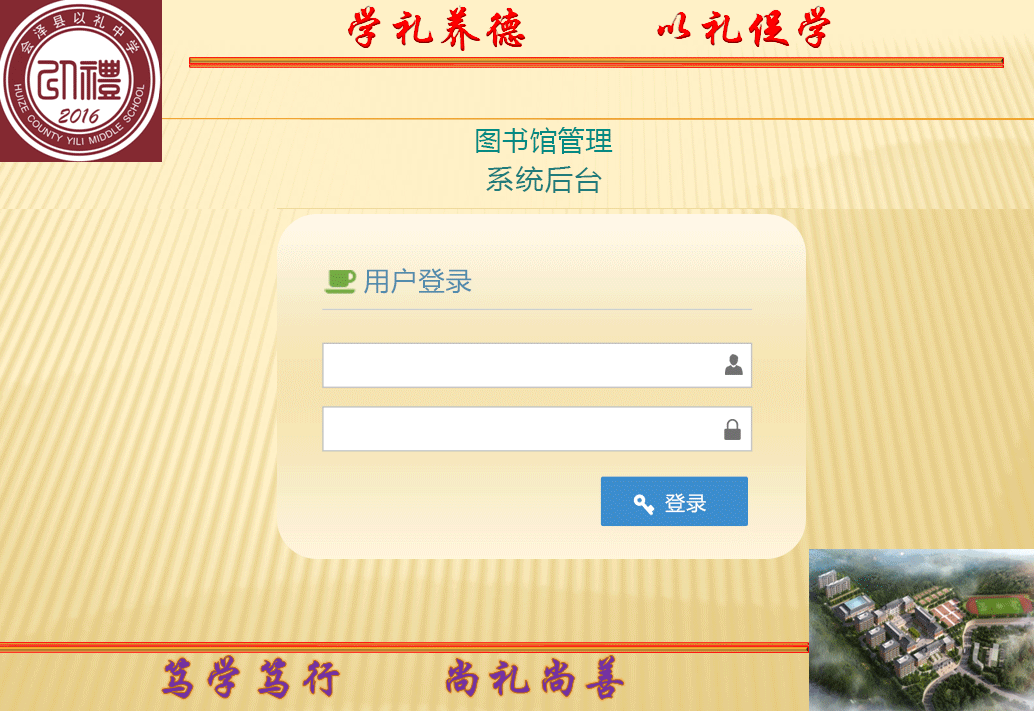 会泽县以礼中学
以礼
2016
HUIZE COUNTY YILI MIDDLE SCHOOL
学礼养德 以礼促学
图书馆管理
系统后台
用户登录
登录
笃学笃行 尚礼尚善